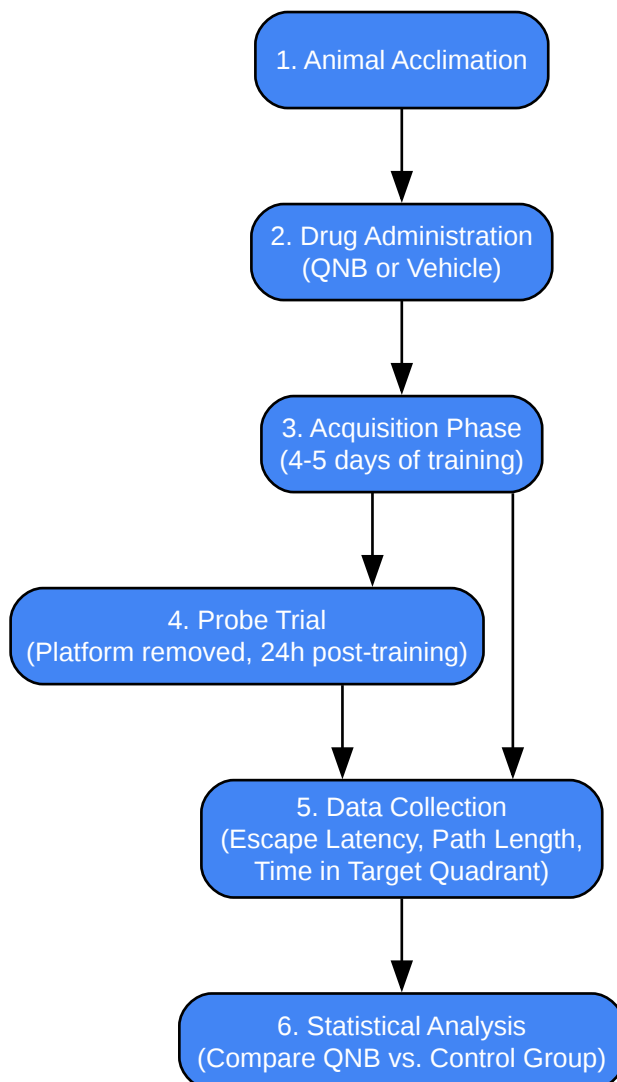 1. Animal Acclimation
2. Drug Administration
(QNB or Vehicle)
3. Acquisition Phase
(4-5 days of training)
4. Probe Trial
(Platform removed, 24h post-training)
5. Data Collection
(Escape Latency, Path Length,
Time in Target Quadrant)
6. Statistical Analysis
(Compare QNB vs. Control Group)